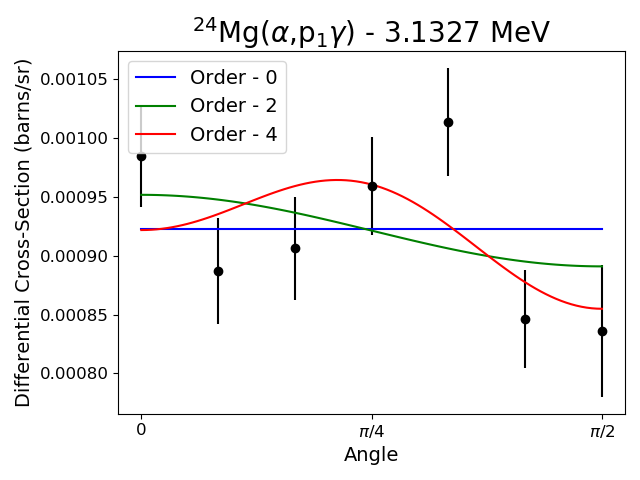 ²⁴Mg(α,p₁γ) - 3.1327 MeV
Differential Cross-Section (barns/sr)
0.00105
0.00100
0.00095
0.00090
0.00085
0.00080
Order - 0
Order - 2
Order - 4
0
π/4
π/2
Angle